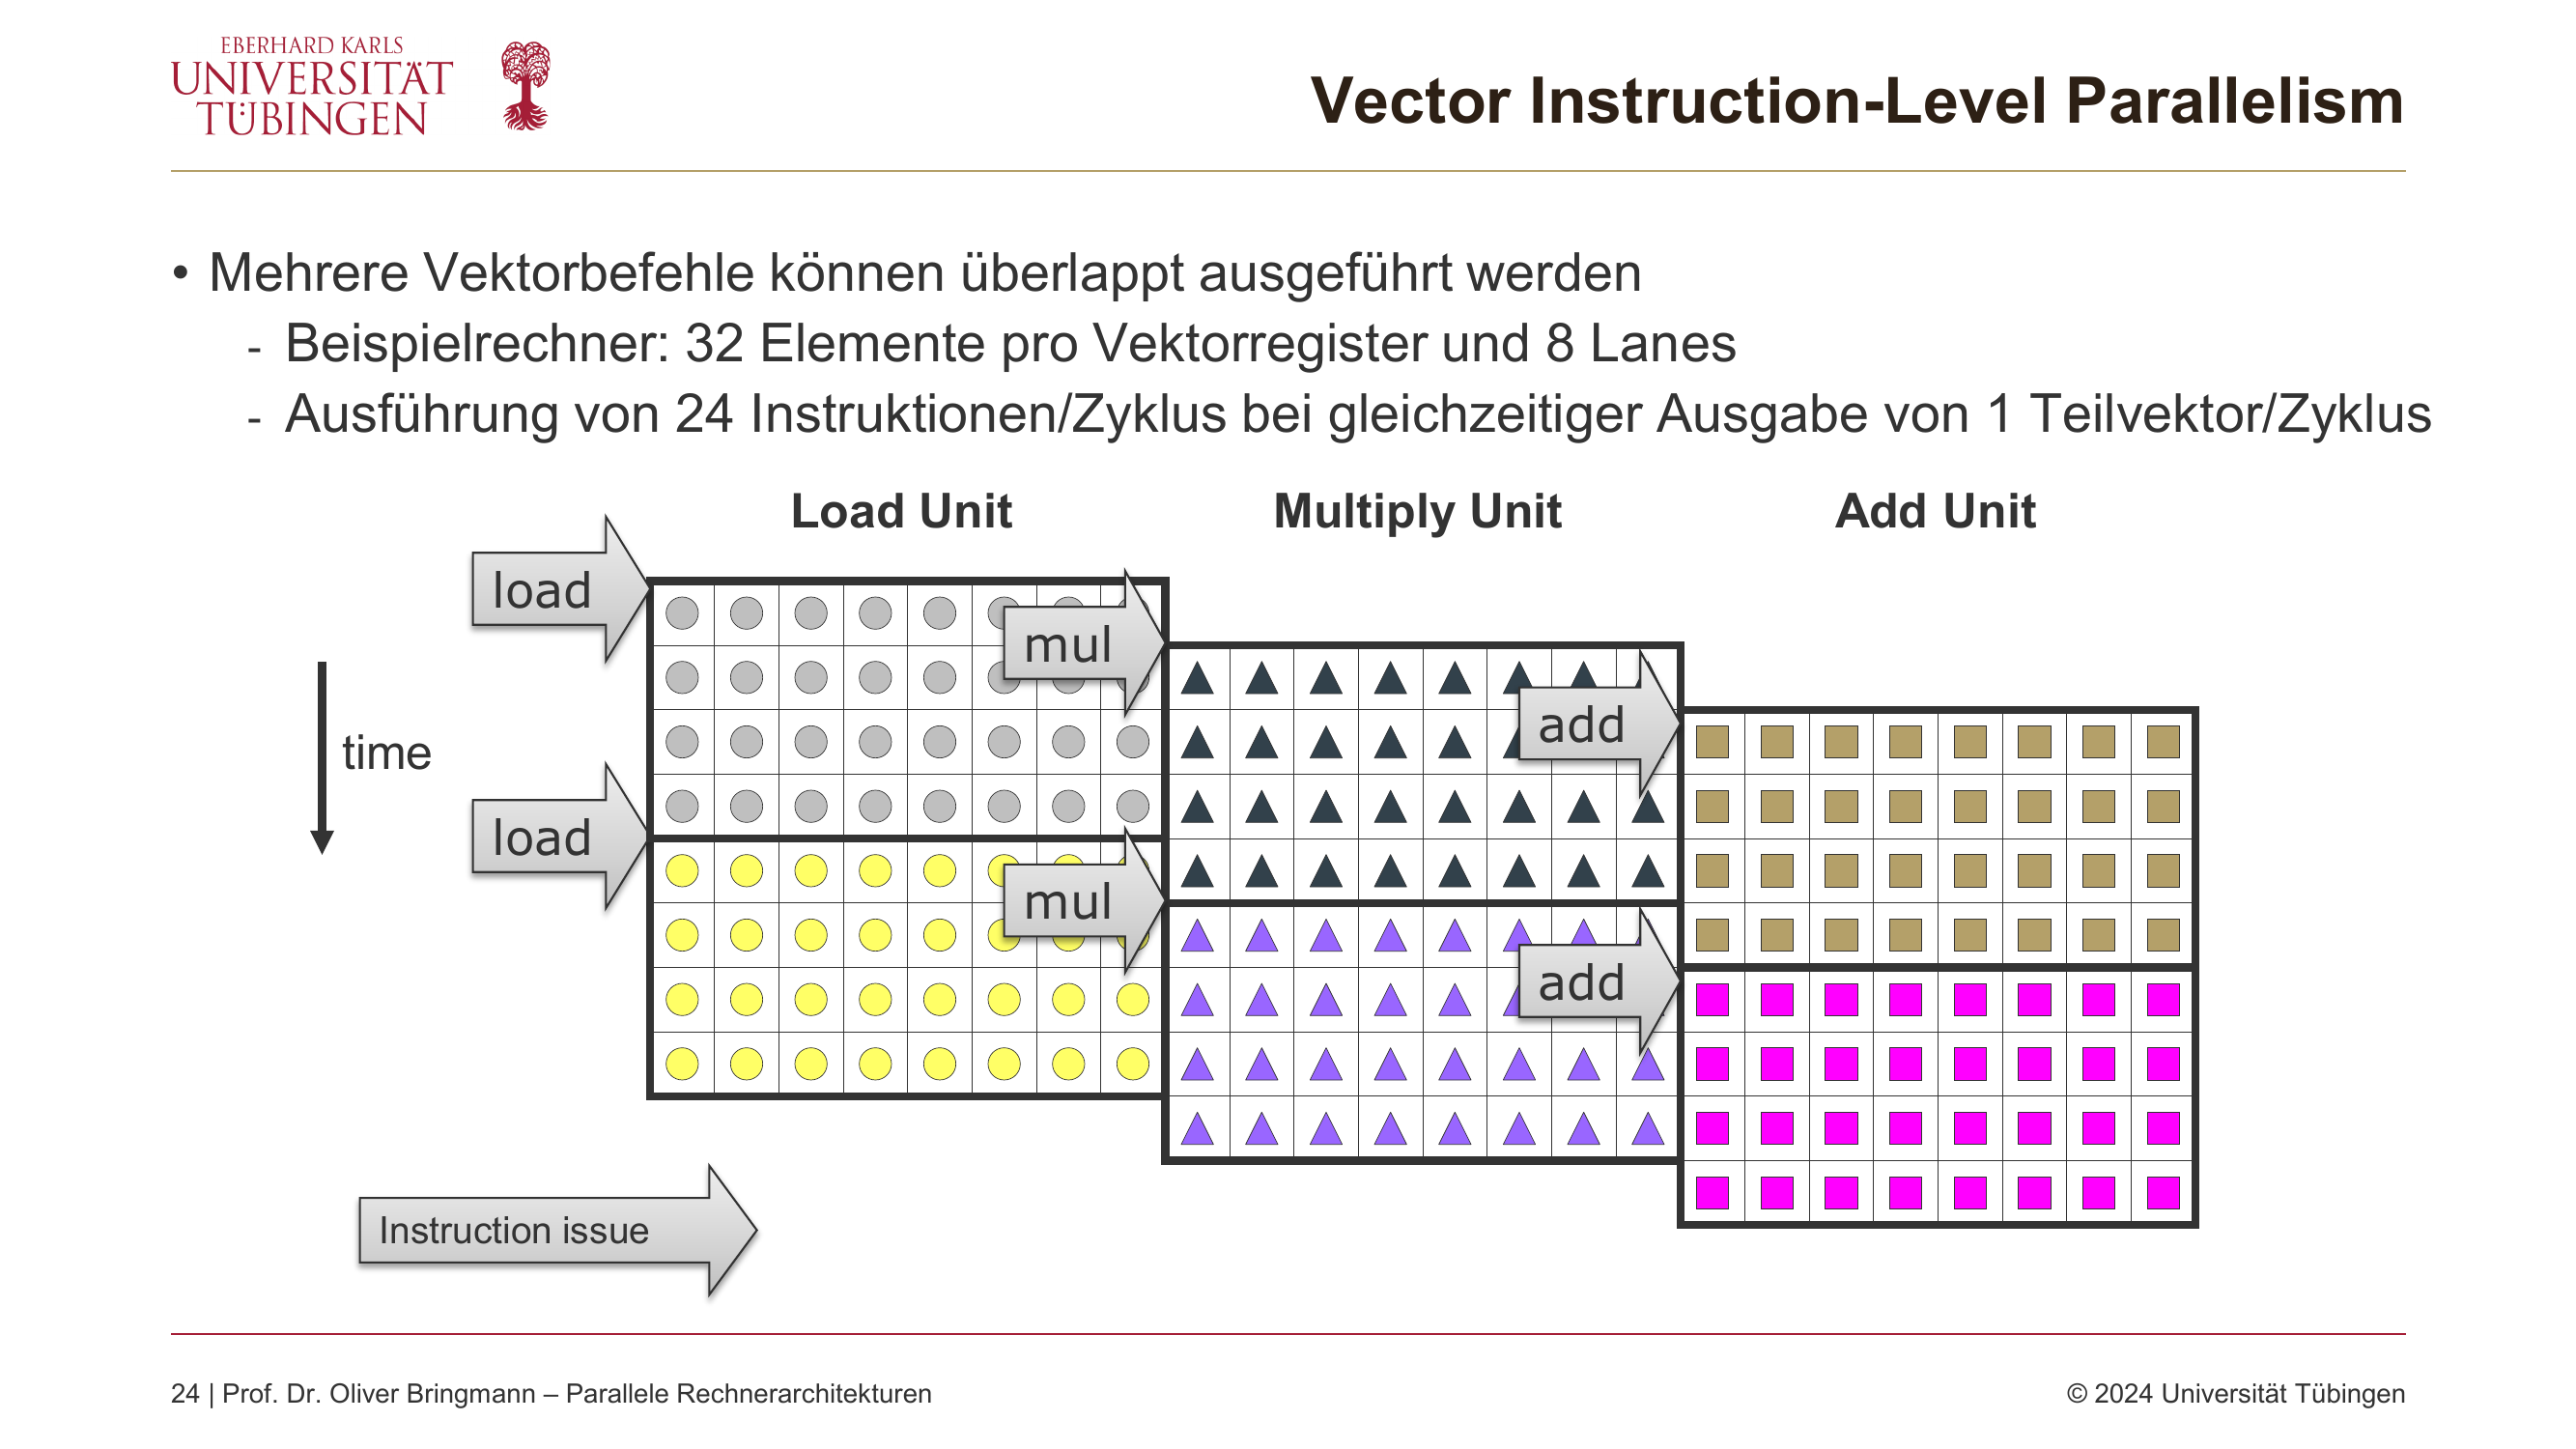 EBERHARD KARLS
UNIVERSITÄT
TÜBINGEN
Vector Instruction-Level Parallelism
• Mehrere Vektorbefehle können überlappt ausgeführt werden
- Beispielrechner: 32 Elemente pro Vektorregister und 8 Lanes
- Ausführung von 24 Instruktionen/Zyklus bei gleichzeitiger Ausgabe von 1 Teilvektor/Zyklus
Load Unit
Multiply Unit
Add Unit
load
mul
add
time
load
mul
add
Instruction issue
24 | Prof. Dr. Oliver Bringmann – Parallele Rechnerarchitekturen
© 2024 Universität Tübingen